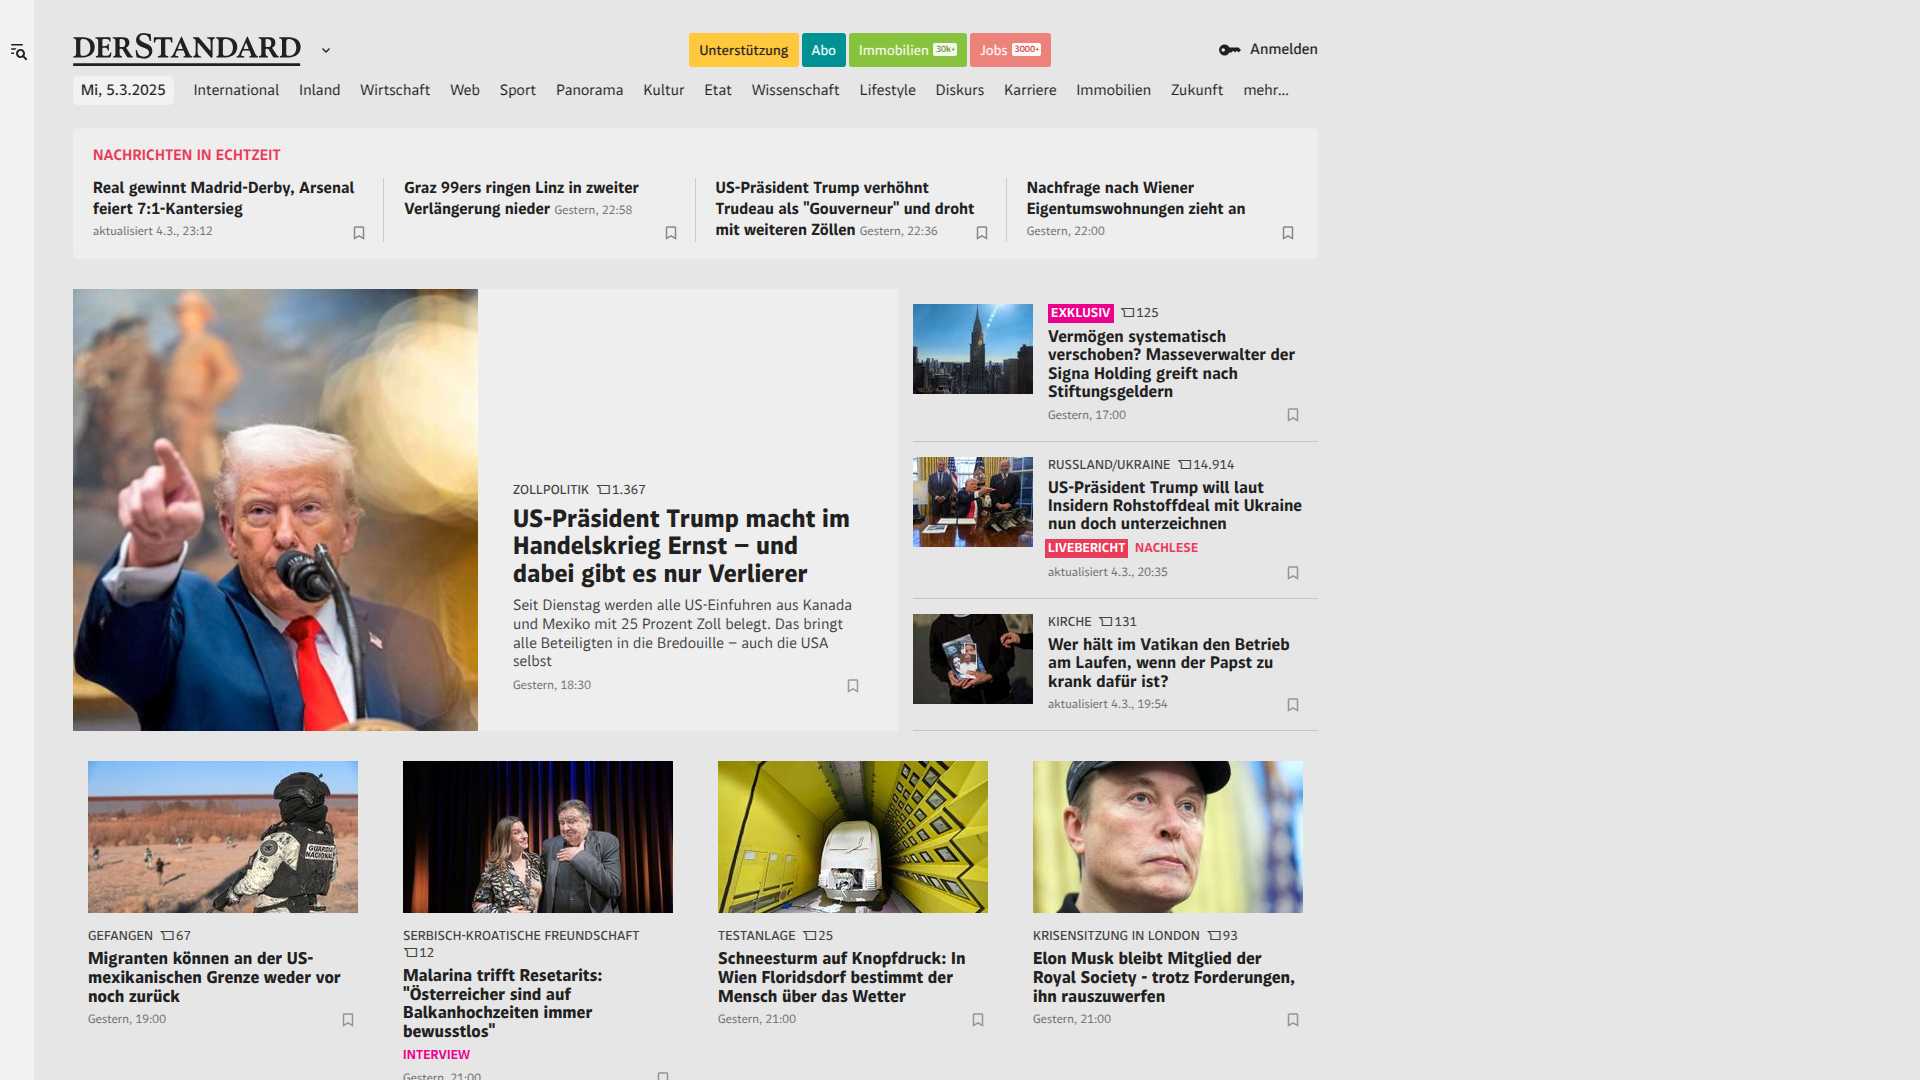 DERSTANDARD
Unterstützung
Abo
Immobilien 30k+
Jobs 3000+
Anmelden
Mi, 5.3.2025
International
Inland
Wirtschaft
Web
Sport
Panorama
Kultur
Etat
Wissenschaft
Lifestyle
Diskurs
Karriere
Immobilien
Zukunft
mehr...
NACHRICHTEN IN ECHTZEIT
Real gewinnt Madrid-Derby, Arsenal
feiert 7:1-Kantersieg
aktualisiert 4.3., 23:12
Graz 99ers ringen Linz in zweiter
Verlängerung nieder Gestern, 22:58
US-Präsident Trump verhöhnt
Trudeau als "Gouverneur" und droht
mit weiteren Zöllen Gestern, 22:36
Nachfrage nach Wiener
Eigentumswohnungen zieht an
Gestern, 22:00
ZOLLPOLITIK 1.367
US-Präsident Trump macht im
Handelskrieg Ernst – und
dabei gibt es nur Verlierer
Seit Dienstag werden alle US-Einfuhren aus Kanada
und Mexiko mit 25 Prozent Zoll belegt. Das bringt
alle Beteiligten in die Bredouille – auch die USA
selbst
Gestern, 18:30
EXKLUSIV 125
Vermögen systematisch
verschoben? Masseverwalter der
Signa Holding greift nach
Stiftungsgeldern
Gestern, 17:00
RUSSLAND/UKRAINE 14.914
US-Präsident Trump will laut
Insidern Rohstoffdeal mit Ukraine
nun doch unterzeichnen
LIVEBERICHT NACHLESE
aktualisiert 4.3., 20:35
KIRCHE 131
Wer hält im Vatikan den Betrieb
am Laufen, wenn der Papst zu
krank dafür ist?
aktualisiert 4.3., 19:54
GUARDIA
NACIONAL
GEFANGEN 67
Migranten können an der US-
mexikanischen Grenze weder vor
noch zurück
Gestern, 19:00
SERBISCH-KROATISCHE FREUNDSCHAFT
12
Malarina trifft Resetarits:
"Österreicher sind auf
Balkanhochzeiten immer
bewusstlos"
INTERVIEW
Gestern, 21:00
TESTANLAGE 25
Schneesturm auf Knopfdruck: In
Wien Floridsdorf bestimmt der
Mensch über das Wetter
Gestern, 21:00
KRISENSITZUNG IN LONDON 93
Elon Musk bleibt Mitglied der
Royal Society - trotz Forderungen,
ihn rauszuwerfen
Gestern, 21:00